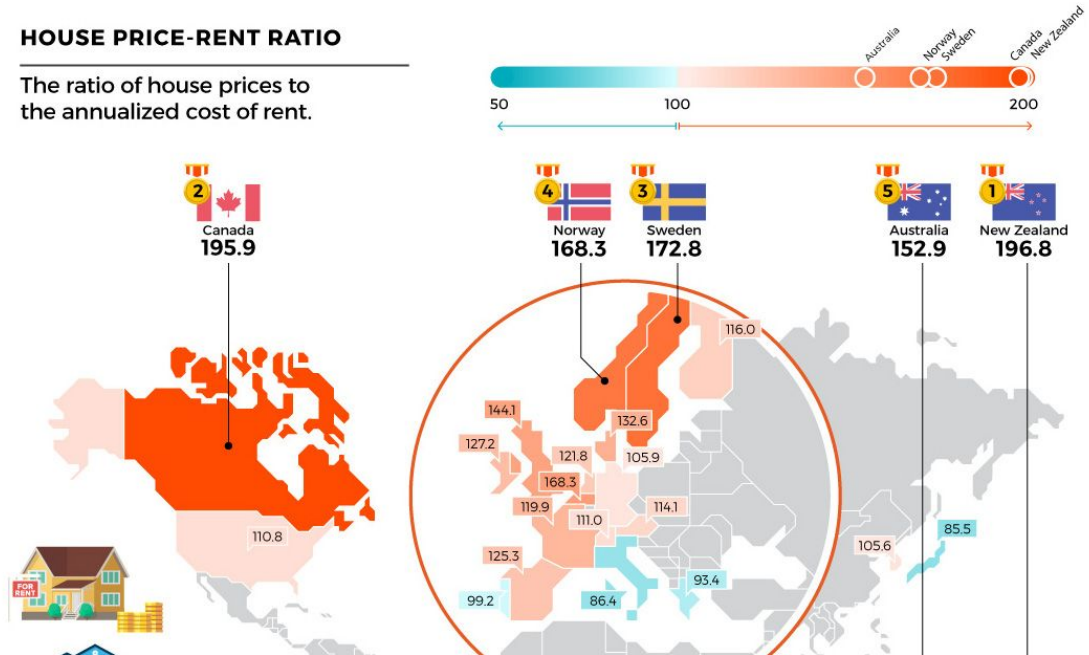 HOUSE PRICE-RENT RATIO
The ratio of house prices to
the annualized cost of rent.
Australia
Norway
Sweden
Canada
New Zealand
50
100
200
2
Canada
195.9
4
Norway
168.3
3
Sweden
172.8
5
Australia
152.9
1
New Zealand
196.8
116.0
144.1
132.6
127.2
121.8
105.9
168.3
119.9
111.0
114.1
110.8
125.3
99.2
86.4
93.4
105.6
85.5
FOR
RENT